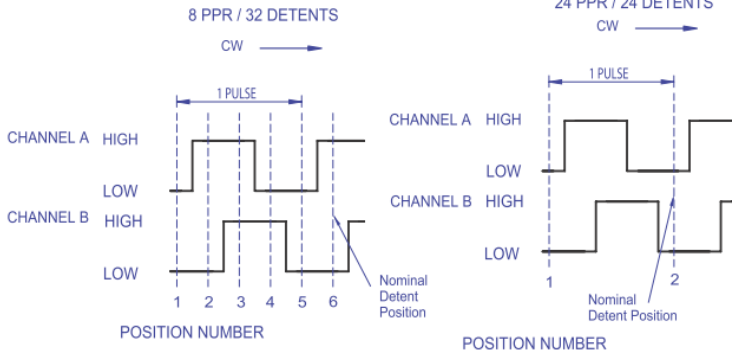 8 PPR / 32 DETENTS
CW
1 PULSE
CHANNEL A HIGH
LOW
CHANNEL B HIGH
LOW
1 2 3 4 5 6
Nominal
Detent
Position
POSITION NUMBER
24 PPR / 24 DETENTS
CW
1 PULSE
CHANNEL A HIGH
LOW
CHANNEL B HIGH
LOW
1 2
Nominal
Detent Position
POSITION NUMBER